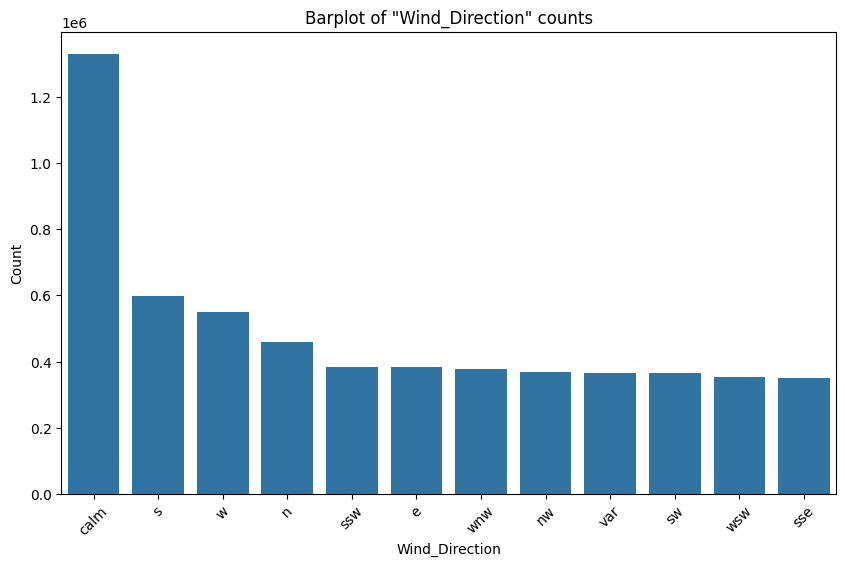 Barplot of "Wind_Direction" counts
1e6
1.2
1.0
0.8
0.6
0.4
0.2
0.0
Count
calm s w n ssw e wnw nw var sw wsw sse
Wind_Direction